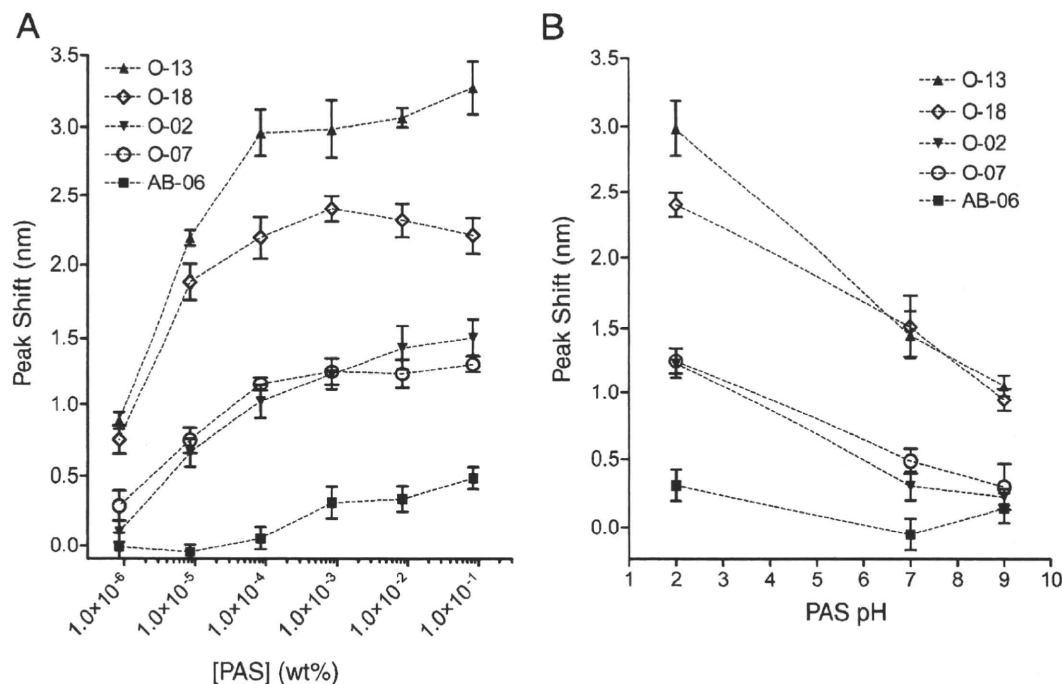 A
3.5
3.0
2.5
2.0
1.5
1.0
0.5
0.0
Peak Shift (nm)
O-13
O-18
O-02
O-07
AB-06
1.0×10⁻⁶
1.0×10⁻⁵
1.0×10⁻⁴
1.0×10⁻³
1.0×10⁻²
1.0×10⁻¹
[PAS] (wt%)
B
3.5
3.0
2.5
2.0
1.5
1.0
0.5
0.0
Peak Shift (nm)
O-13
O-18
O-02
O-07
AB-06
1 2 3 4 5 6 7 8 9 10
PAS pH